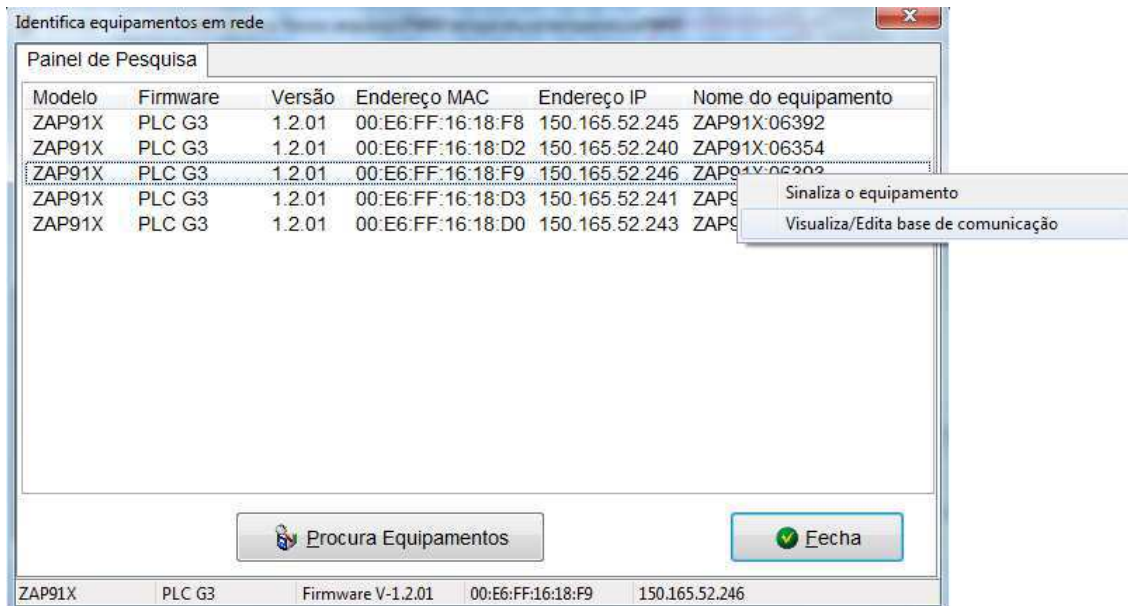 Identifica equipamentos em rede
Painel de Pesquisa
Modelo Firmware Versão Endereço MAC Endereço IP Nome do equipamento
ZAP91X PLC G3 1.2.01 00:E6:FF:16:18:F8 150.165.52.245 ZAP91X:06392
ZAP91X PLC G3 1.2.01 00:E6:FF:16:18:D2 150.165.52.240 ZAP91X:06354
ZAP91X PLC G3 1.2.01 00:E6:FF:16:18:F9 150.165.52.246 ZAP91X:06393
ZAP91X PLC G3 1.2.01 00:E6:FF:16:18:D3 150.165.52.241 ZAP9
ZAP91X PLC G3 1.2.01 00:E6:FF:16:18:D0 150.165.52.243 ZAP9
Sinaliza o equipamento
Visualiza/Edita base de comunicação
Procura Equipamentos
Fecha
ZAP91X PLC G3 Firmware V-1.2.01 00:E6:FF:16:18:F9 150.165.52.246